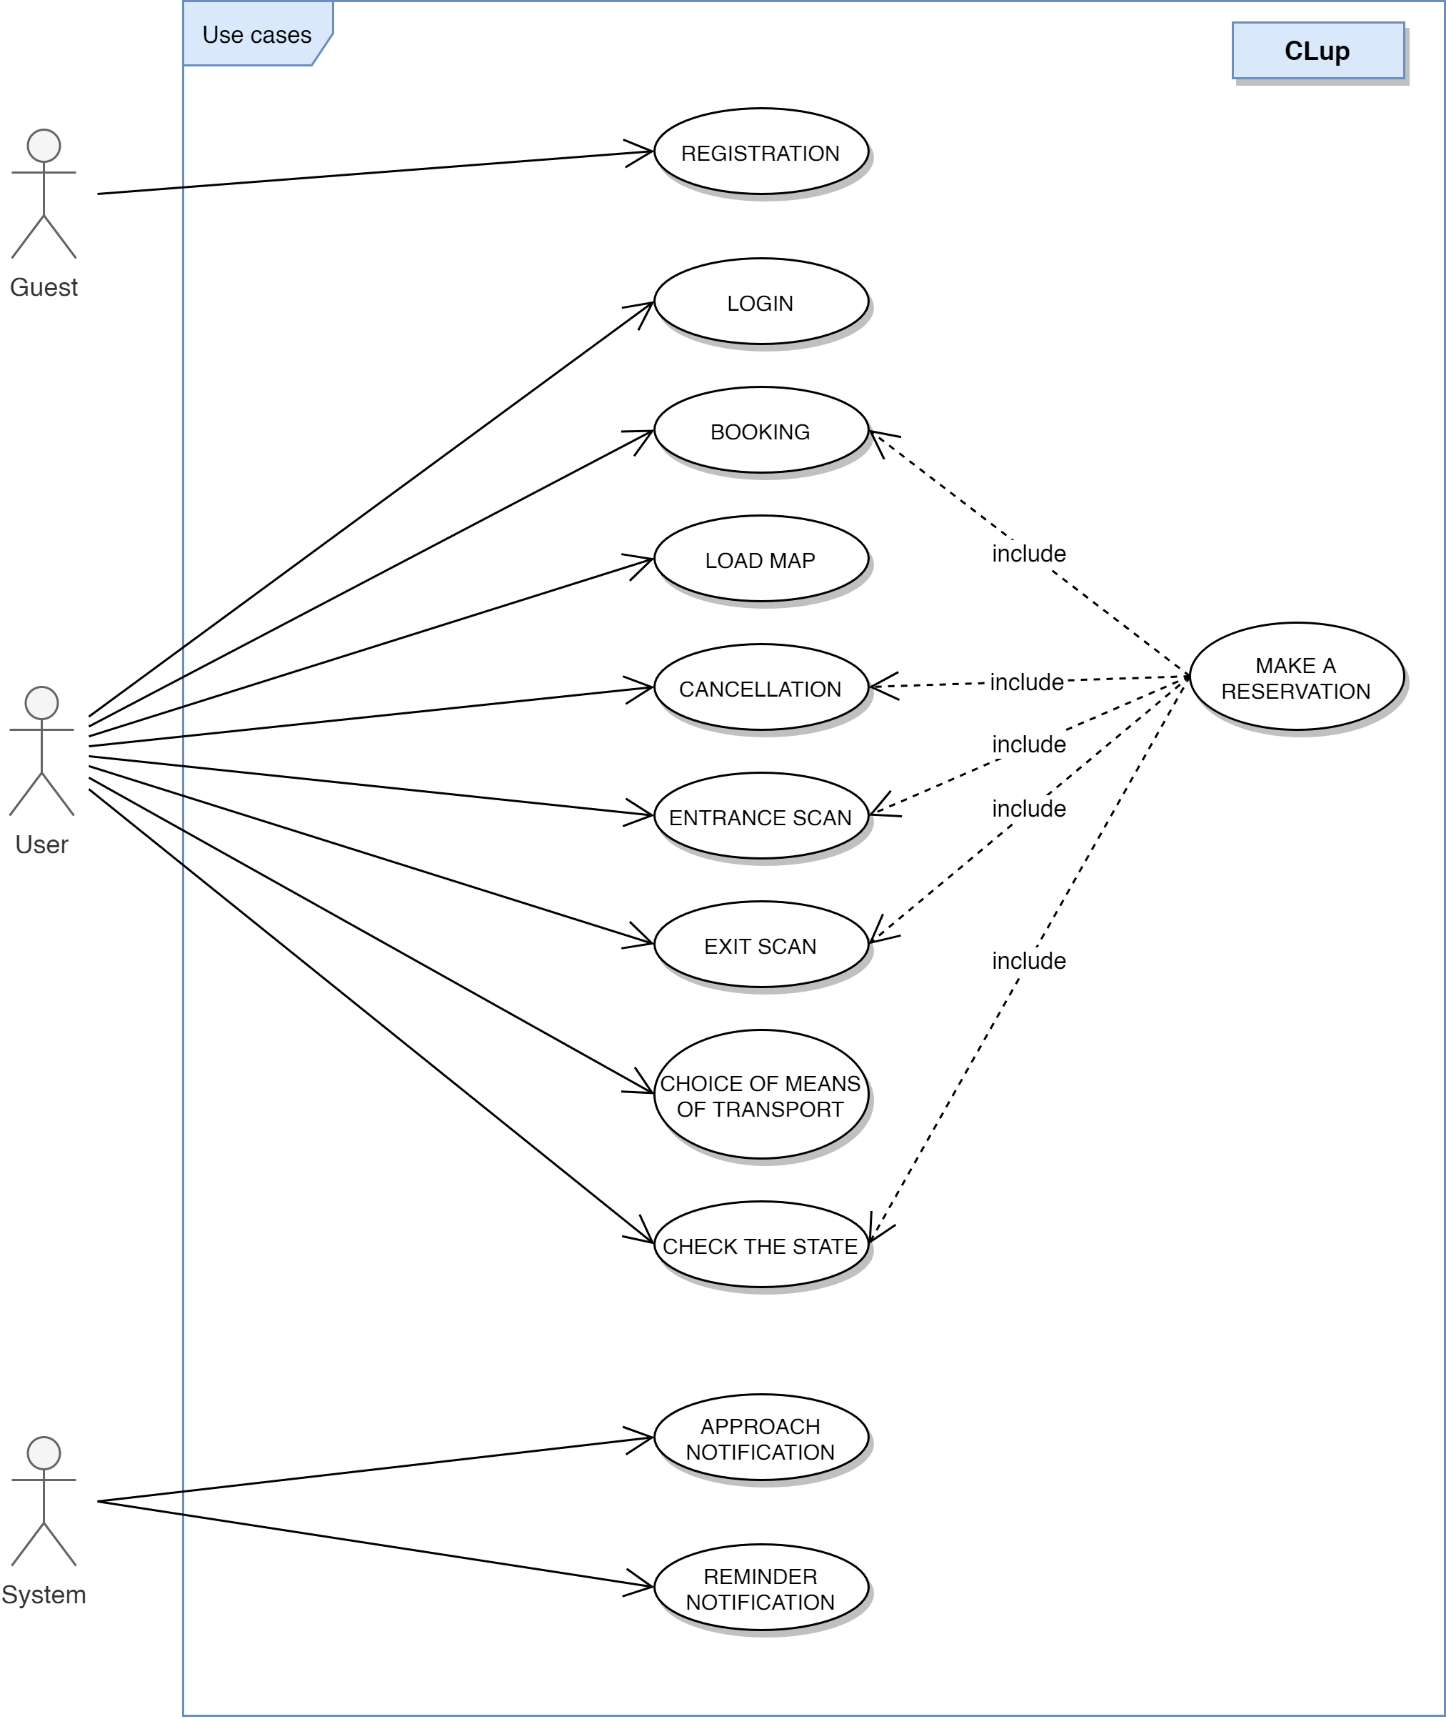 Use cases
CLup
REGISTRATION
Guest
LOGIN
BOOKING
include
LOAD MAP
MAKE A
RESERVATION
include
CANCELLATION
include
include
ENTRANCE SCAN
User
EXIT SCAN
include
CHOICE OF MEANS
OF TRANSPORT
CHECK THE STATE
APPROACH
NOTIFICATION
System
REMINDER
NOTIFICATION